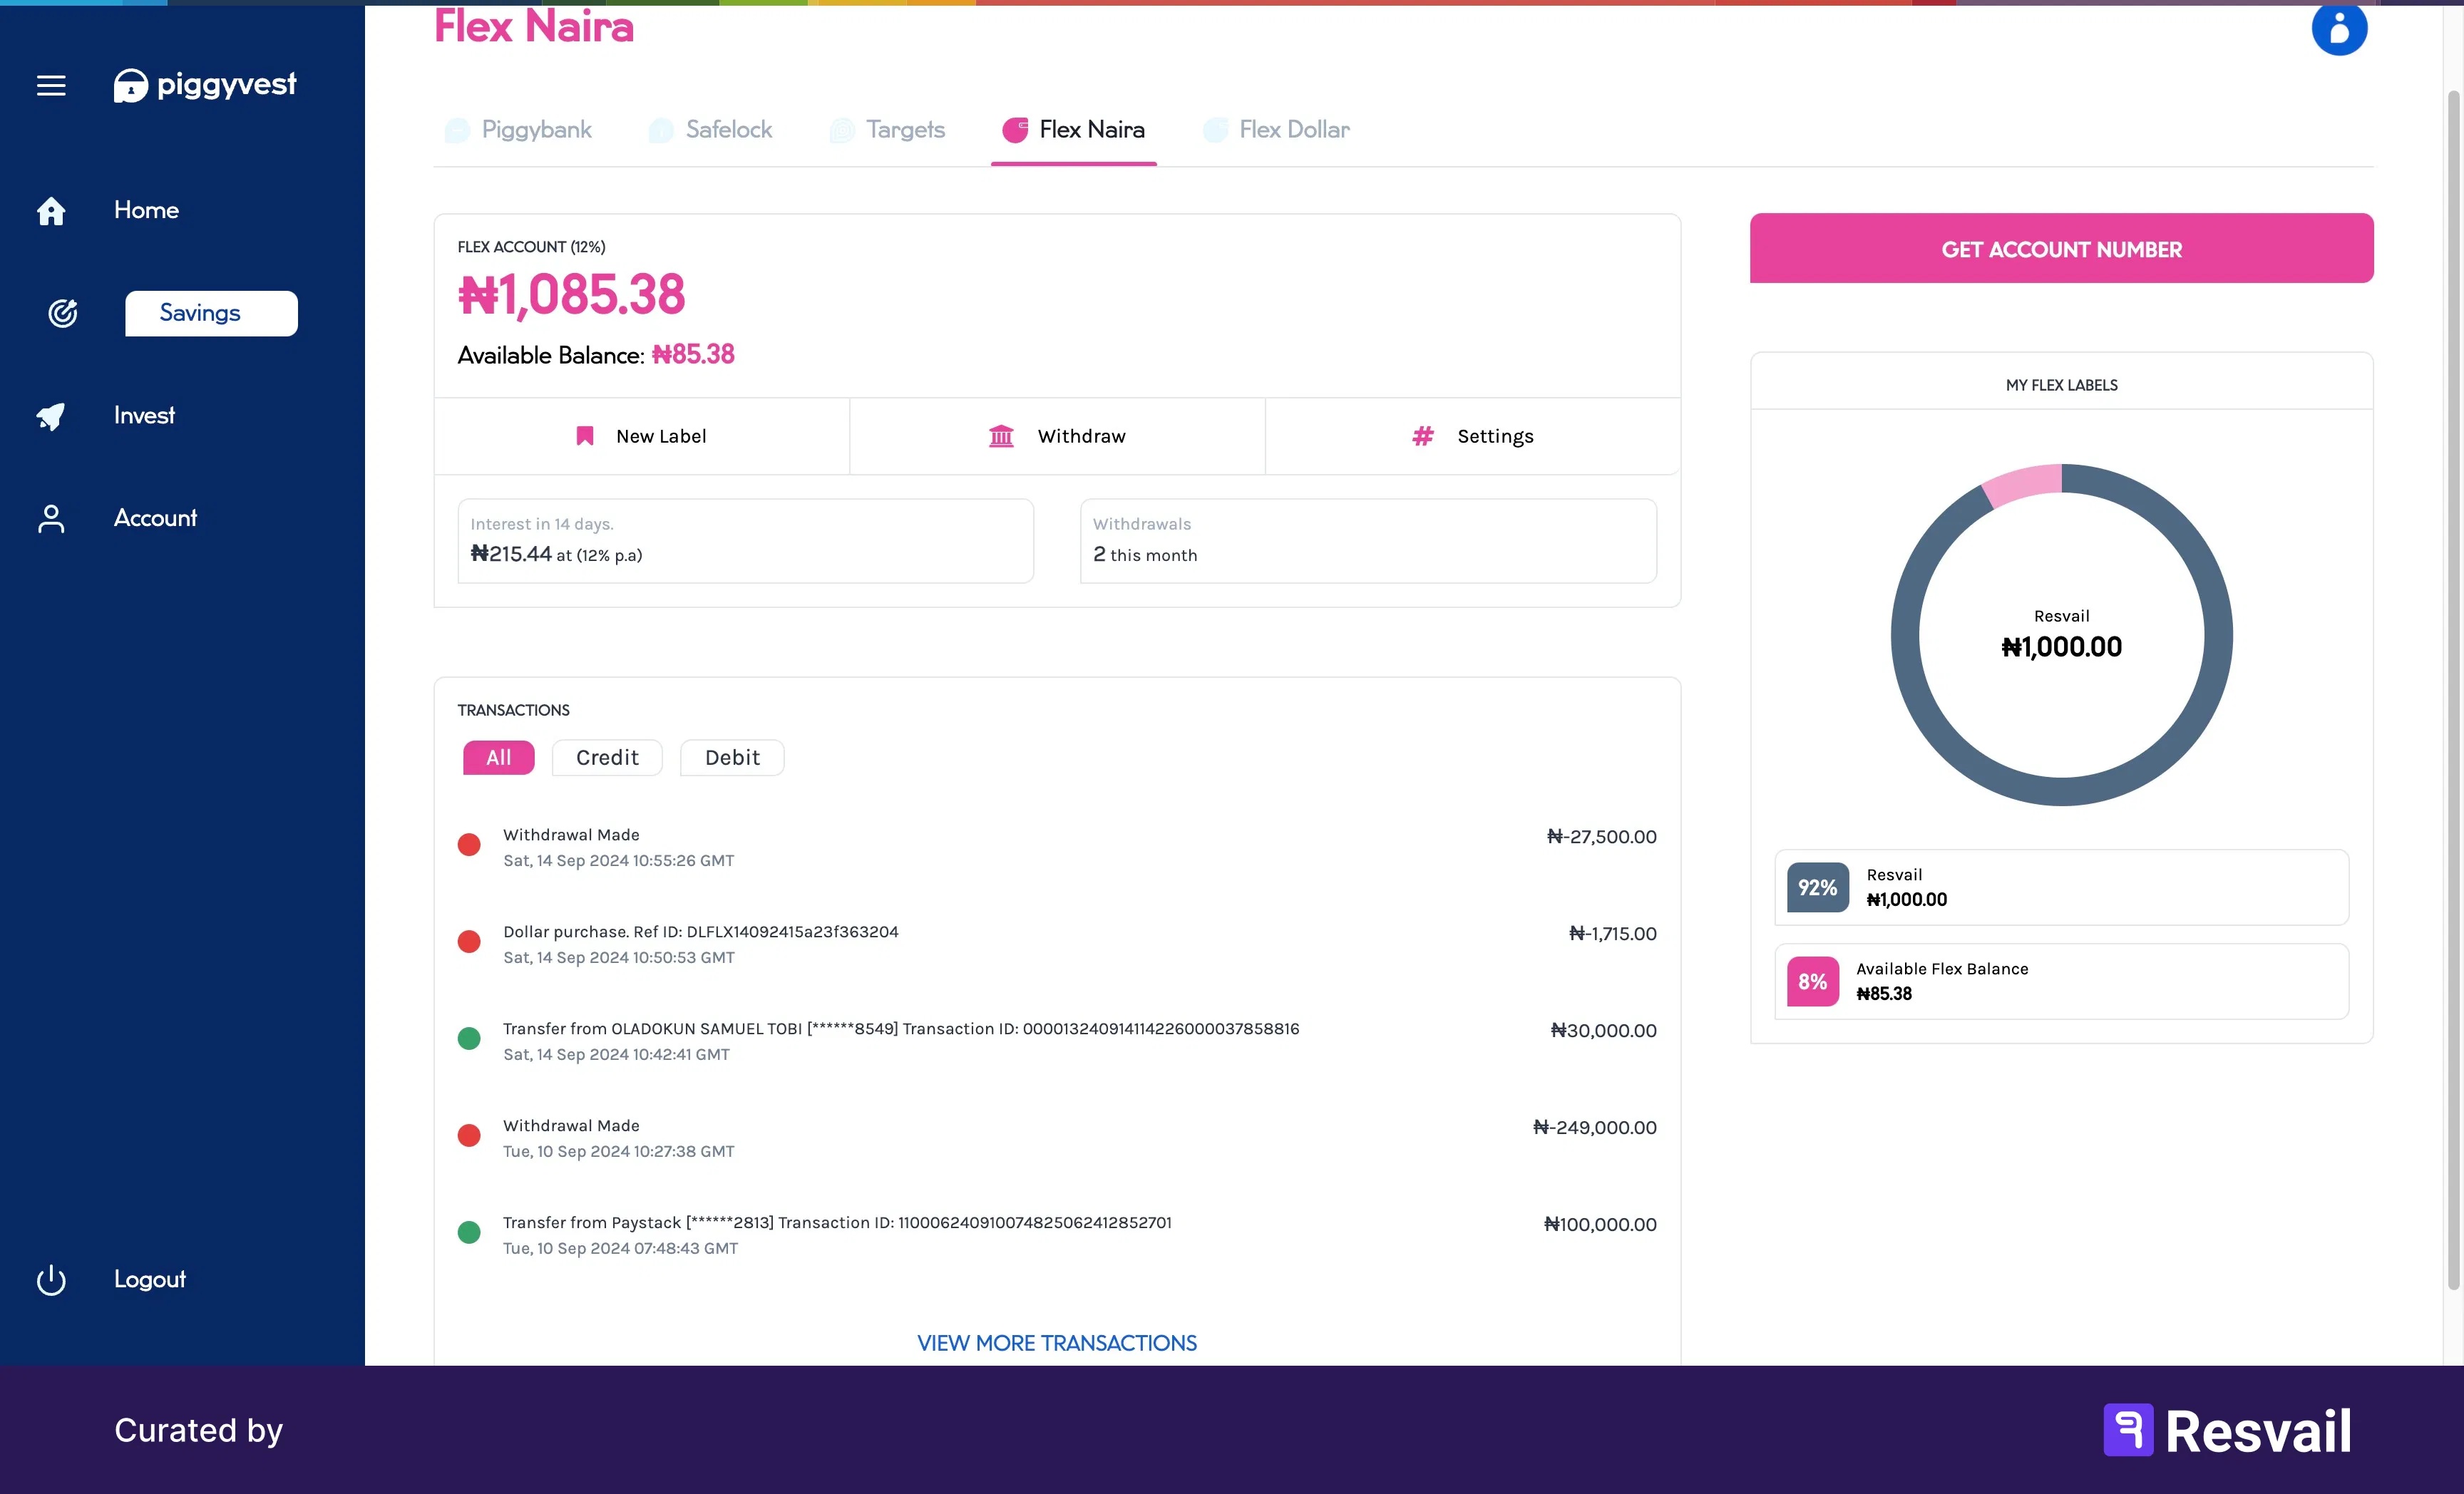 Flex Naira
piggyvest
Home
Savings
Invest
Account
Logout
Piggybank
Safelock
Targets
Flex Naira
Flex Dollar
FLEX ACCOUNT (12%)
₦1,085.38
Available Balance: ₦85.38
New Label
Withdraw
Settings
Interest in 14 days.
₦215.44 at (12% p.a)
Withdrawals
2 this month
TRANSACTIONS
All
Credit
Debit
Withdrawal Made
₦-27,500.00
Sat, 14 Sep 2024 10:55:26 GMT
Dollar purchase. Ref ID: DLFLX14092415a23f363204
₦-1,715.00
Sat, 14 Sep 2024 10:50:53 GMT
Transfer from OLADOKUN SAMUEL TOBI [******8549] Transaction ID: 000013240914114226000037858816
₦30,000.00
Sat, 14 Sep 2024 10:42:41 GMT
Withdrawal Made
₦-249,000.00
Tue, 10 Sep 2024 10:27:38 GMT
Transfer from Paystack [******2813] Transaction ID: 110006240910074825062412852701
₦100,000.00
Tue, 10 Sep 2024 07:48:43 GMT
VIEW MORE TRANSACTIONS
GET ACCOUNT NUMBER
MY FLEX LABELS
Resvail
₦1,000.00
92%
Resvail
₦1,000.00
8%
Available Flex Balance
₦85.38
Curated by
Resvail